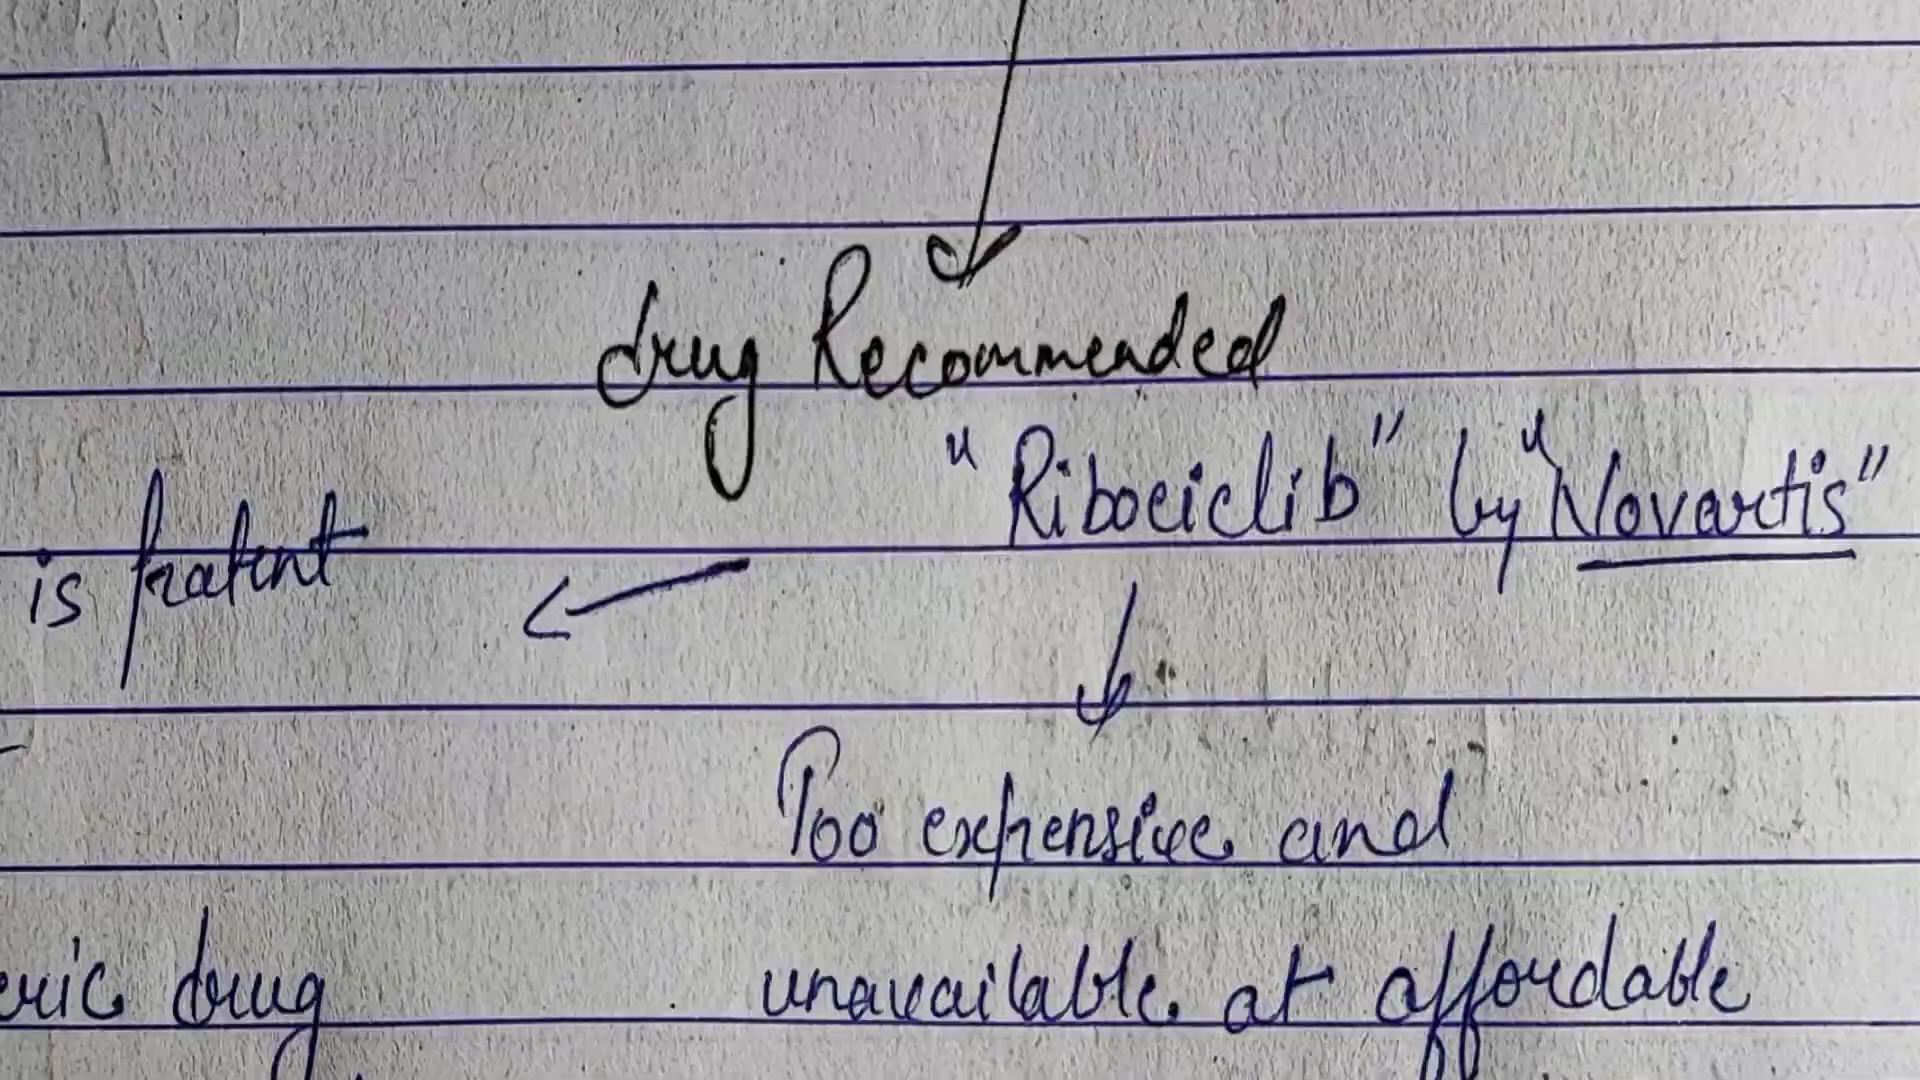 drug Recommended
"Ribociclib" by "Novartis"
is patent
Too expensive and
eric drug
unavailable at affordable